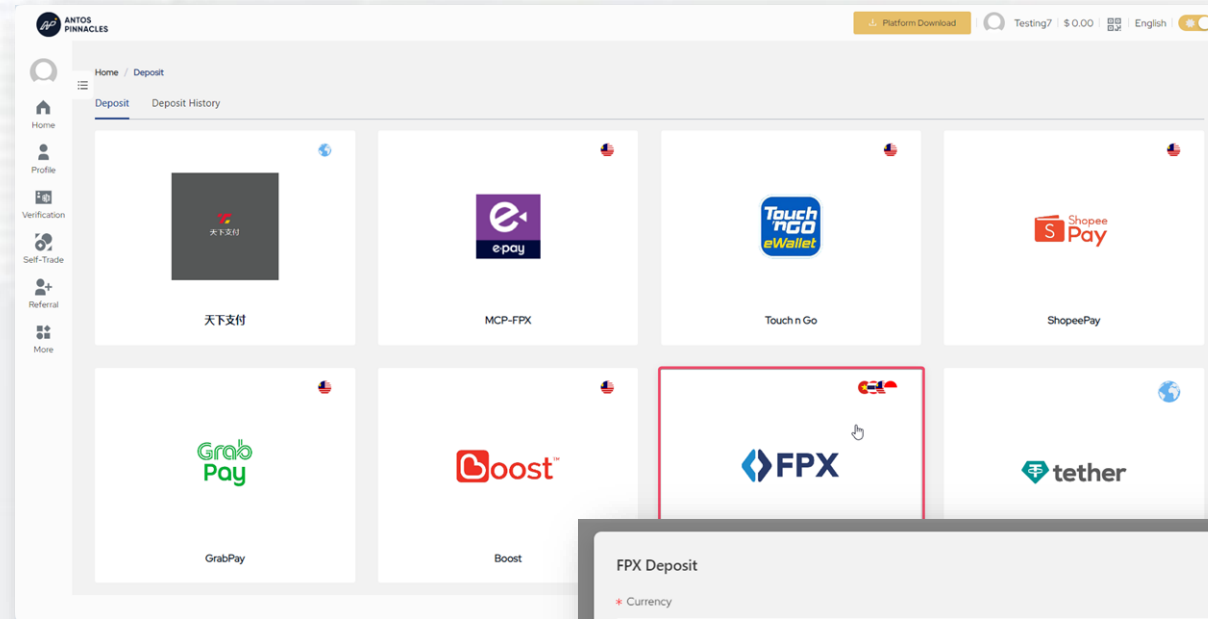 ANTOS
PINNACLES
Platform Download
Testing7
$ 0.00
English
Home / Deposit
Deposit
Deposit History
Home
Profile
Verification
Self-Trade
Referral
More
天下支付
天下支付
e-pay
MCP-FPX
Touch
'nGO
eWallet
Touch n Go
S
Shopee
Pay
ShopeePay
Grab
Pay
GrabPay
Boost™
Boost
FPX
tether
FPX Deposit
* Currency